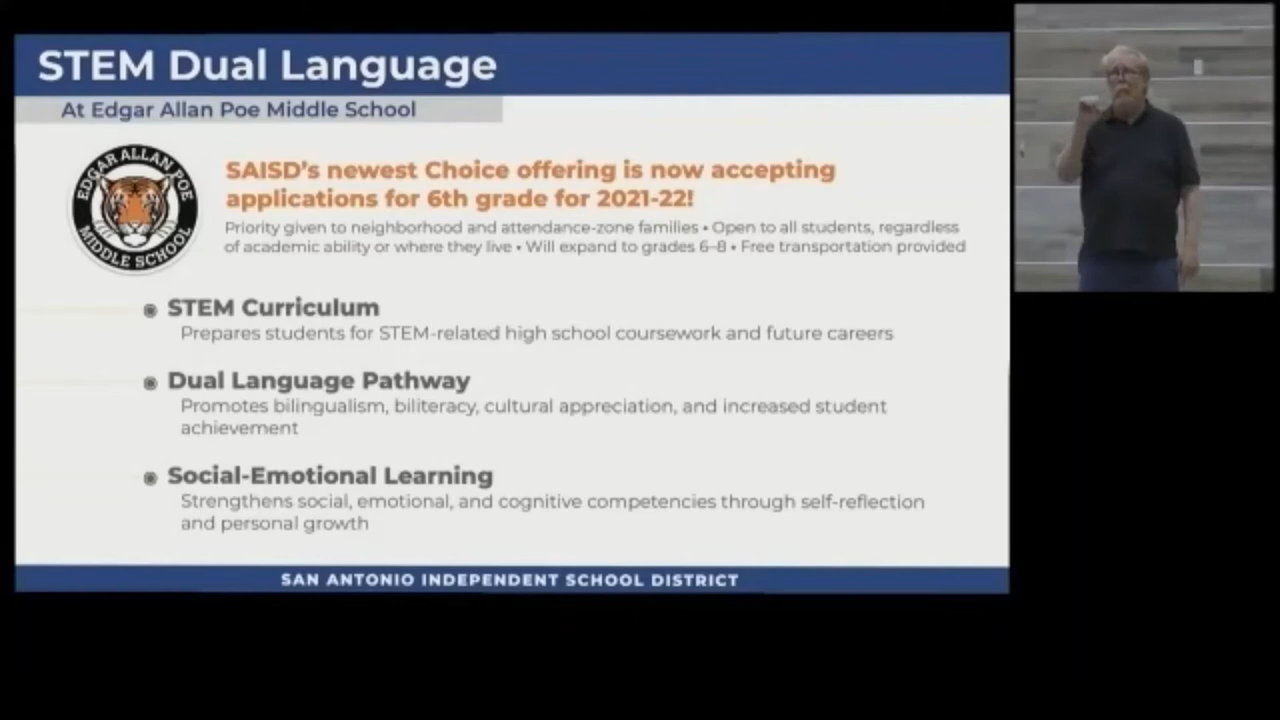 STEM Dual Language
At Edgar Allan Poe Middle School
EDGAR ALLAN POE
MIDDLE SCHOOL
SAISD's newest Choice offering is now accepting
applications for 6th grade for 2021-22!
Priority given to neighborhood and attendance-zone families • Open to all students, regardless
of academic ability or where they live • Will expand to grades 6–8 • Free transportation provided
STEM Curriculum
Prepares students for STEM-related high school coursework and future careers
Dual Language Pathway
Promotes bilingualism, biliteracy, cultural appreciation, and increased student
achievement
Social-Emotional Learning
Strengthens social, emotional, and cognitive competencies through self-reflection
and personal growth
SAN ANTONIO INDEPENDENT SCHOOL DISTRICT